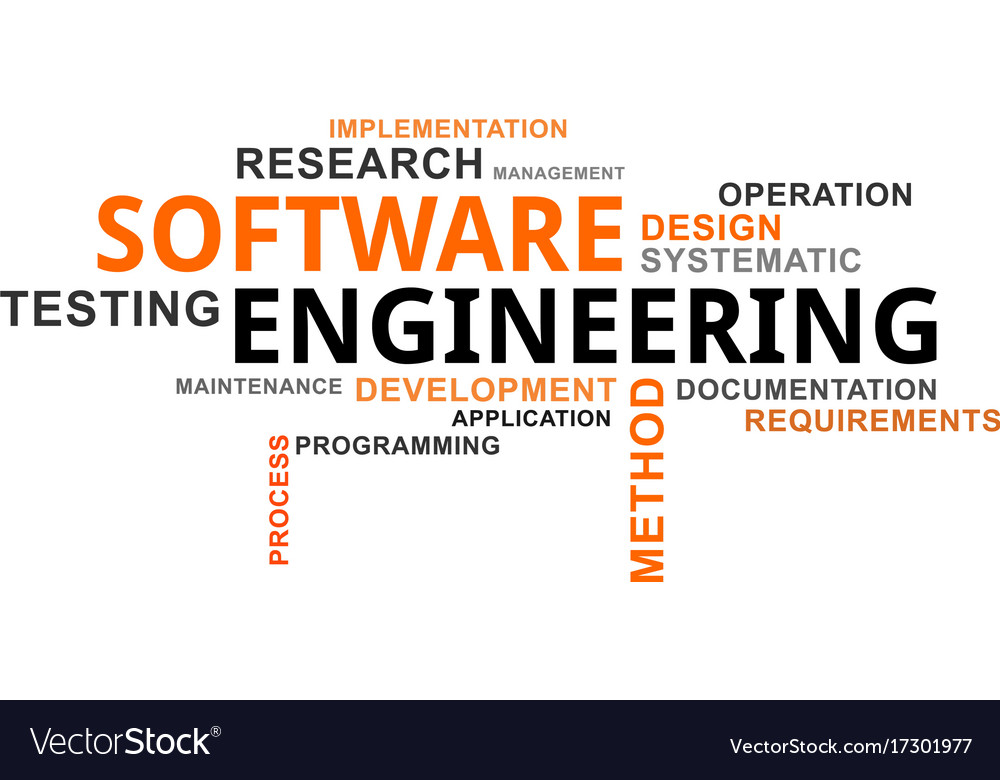 IMPLEMENTATION
RESEARCH MANAGEMENT
OPERATION
SOFTWARE DESIGN
SYSTEMATIC
TESTING ENGINEERING
MAINTENANCE DEVELOPMENT METHOD DOCUMENTATION
APPLICATION REQUIREMENTS
PROCESS PROGRAMMING
VectorStock® VectorStock.com/17301977